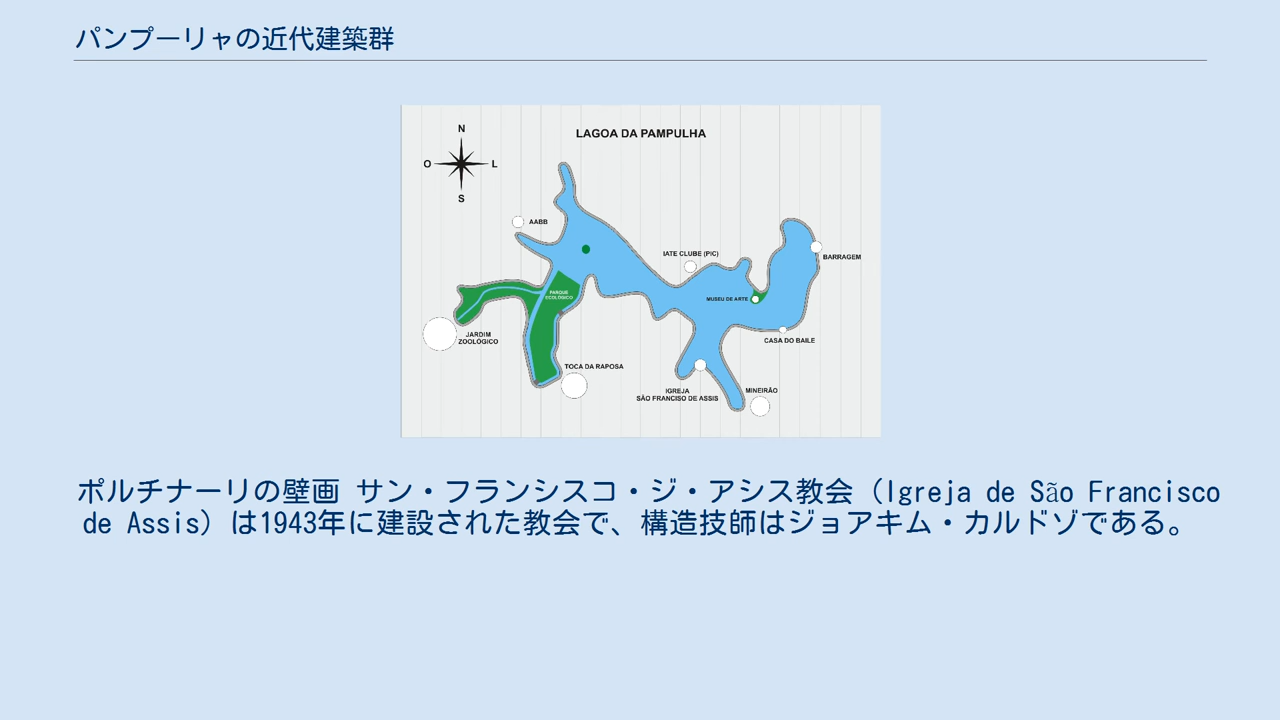 パンプーリャの近代建築群
LAGOA DA PAMPULHA
N
O
L
S
AABB
IATE CLUBE (PIC)
BARRAGEM
PARQUE
ECOLÓGICO
MUSEU DE ARTE
JARDIM
ZOOLÓGICO
CASA DO BAILE
TOCA DA RAPOSA
IGREJA
SÃO FRANCISO DE ASSIS
MINEIRÃO
ポルチナーリの壁画 サン・フランシスコ・ジ・アシス教会（Igreja de São Francisco
de Assis）は1943年に建設された教会で、構造技師はジョアキム・カルドゾである。